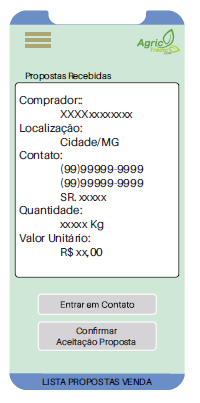 Agric
Propostas Recebidas
Comprador::
XXXXxxxxxxxx
Localização:
Cidade/MG
Contato:
(99)99999-9999
(99)99999-9999
SR. xxxxx
Quantidade:
xxxxx Kg
Valor Unitário:
R$ xx,00
Entrar em Contato
Confirmar
Aceitação Proposta
LISTA PROPOSTAS VENDA